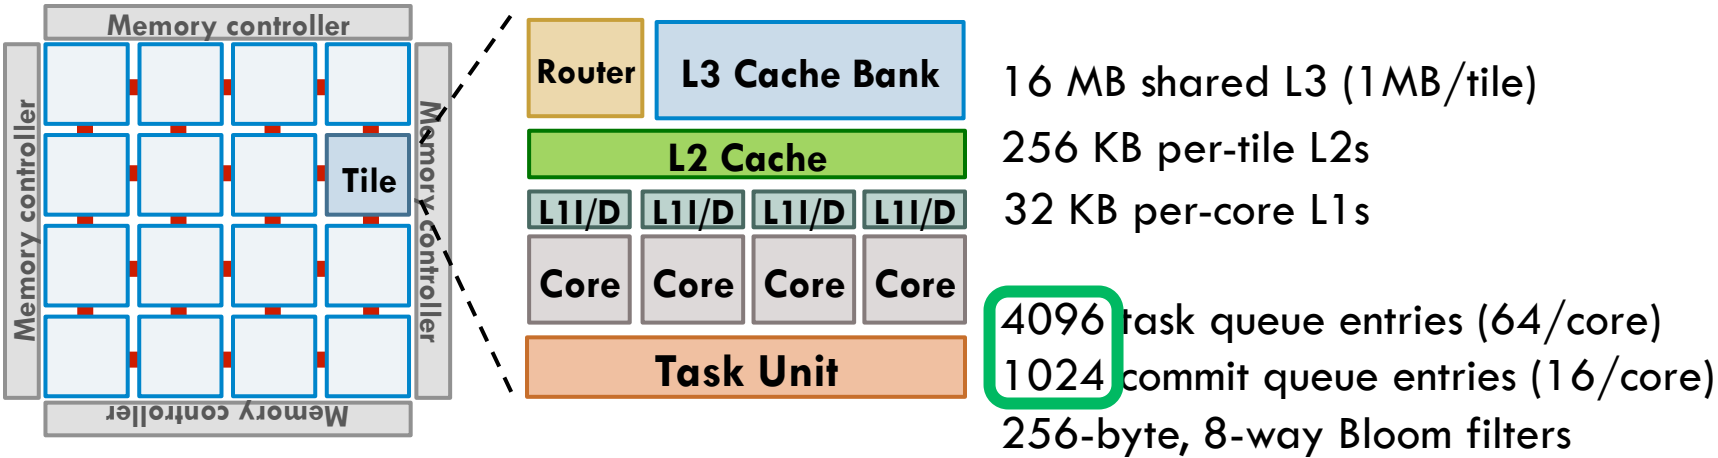 Memory controller
Memory controller
Memory controller
Memory controller
Tile
Router
L3 Cache Bank
L2 Cache
L1I/D L1I/D L1I/D L1I/D
Core Core Core Core
Task Unit
16 MB shared L3 (1MB/tile)
256 KB per-tile L2s
32 KB per-core L1s
4096 task queue entries (64/core)
1024 commit queue entries (16/core)
256-byte, 8-way Bloom filters